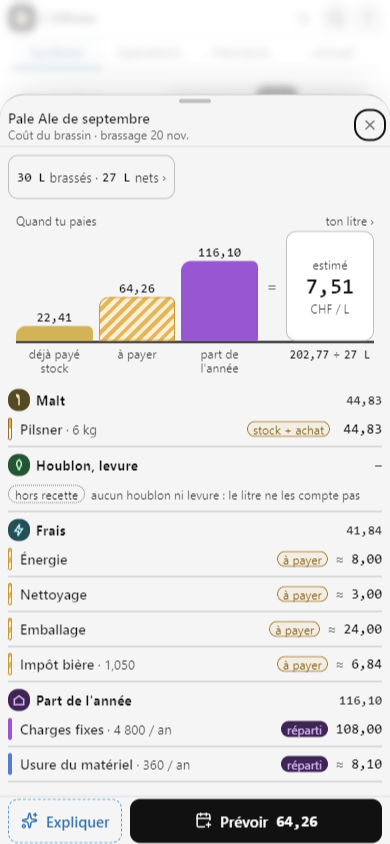 Pale Ale de septembre
Coût du brassin · brassage 20 nov.
30 L brassés · 27 L nets ›
Quand tu paies
ton litre ›
22,41
64,26
116,10
=
estimé
7,51
CHF / L
déjà payé
stock
à payer
part de
l'année
202,77 ÷ 27 L
Malt 44,83
Pilsner · 6 kg stock + achat 44,83
Houblon, levure –
hors recette aucun houblon ni levure : le litre ne les compte pas
Frais 41,84
Énergie à payer ≈ 8,00
Nettoyage à payer ≈ 3,00
Emballage à payer ≈ 24,00
Impôt bière · 1,050 à payer ≈ 6,84
Part de l'année 116,10
Charges fixes · 4 800 / an réparti 108,00
Usure du matériel · 360 / an réparti ≈ 8,10
Expliquer
Prévoir 64,26